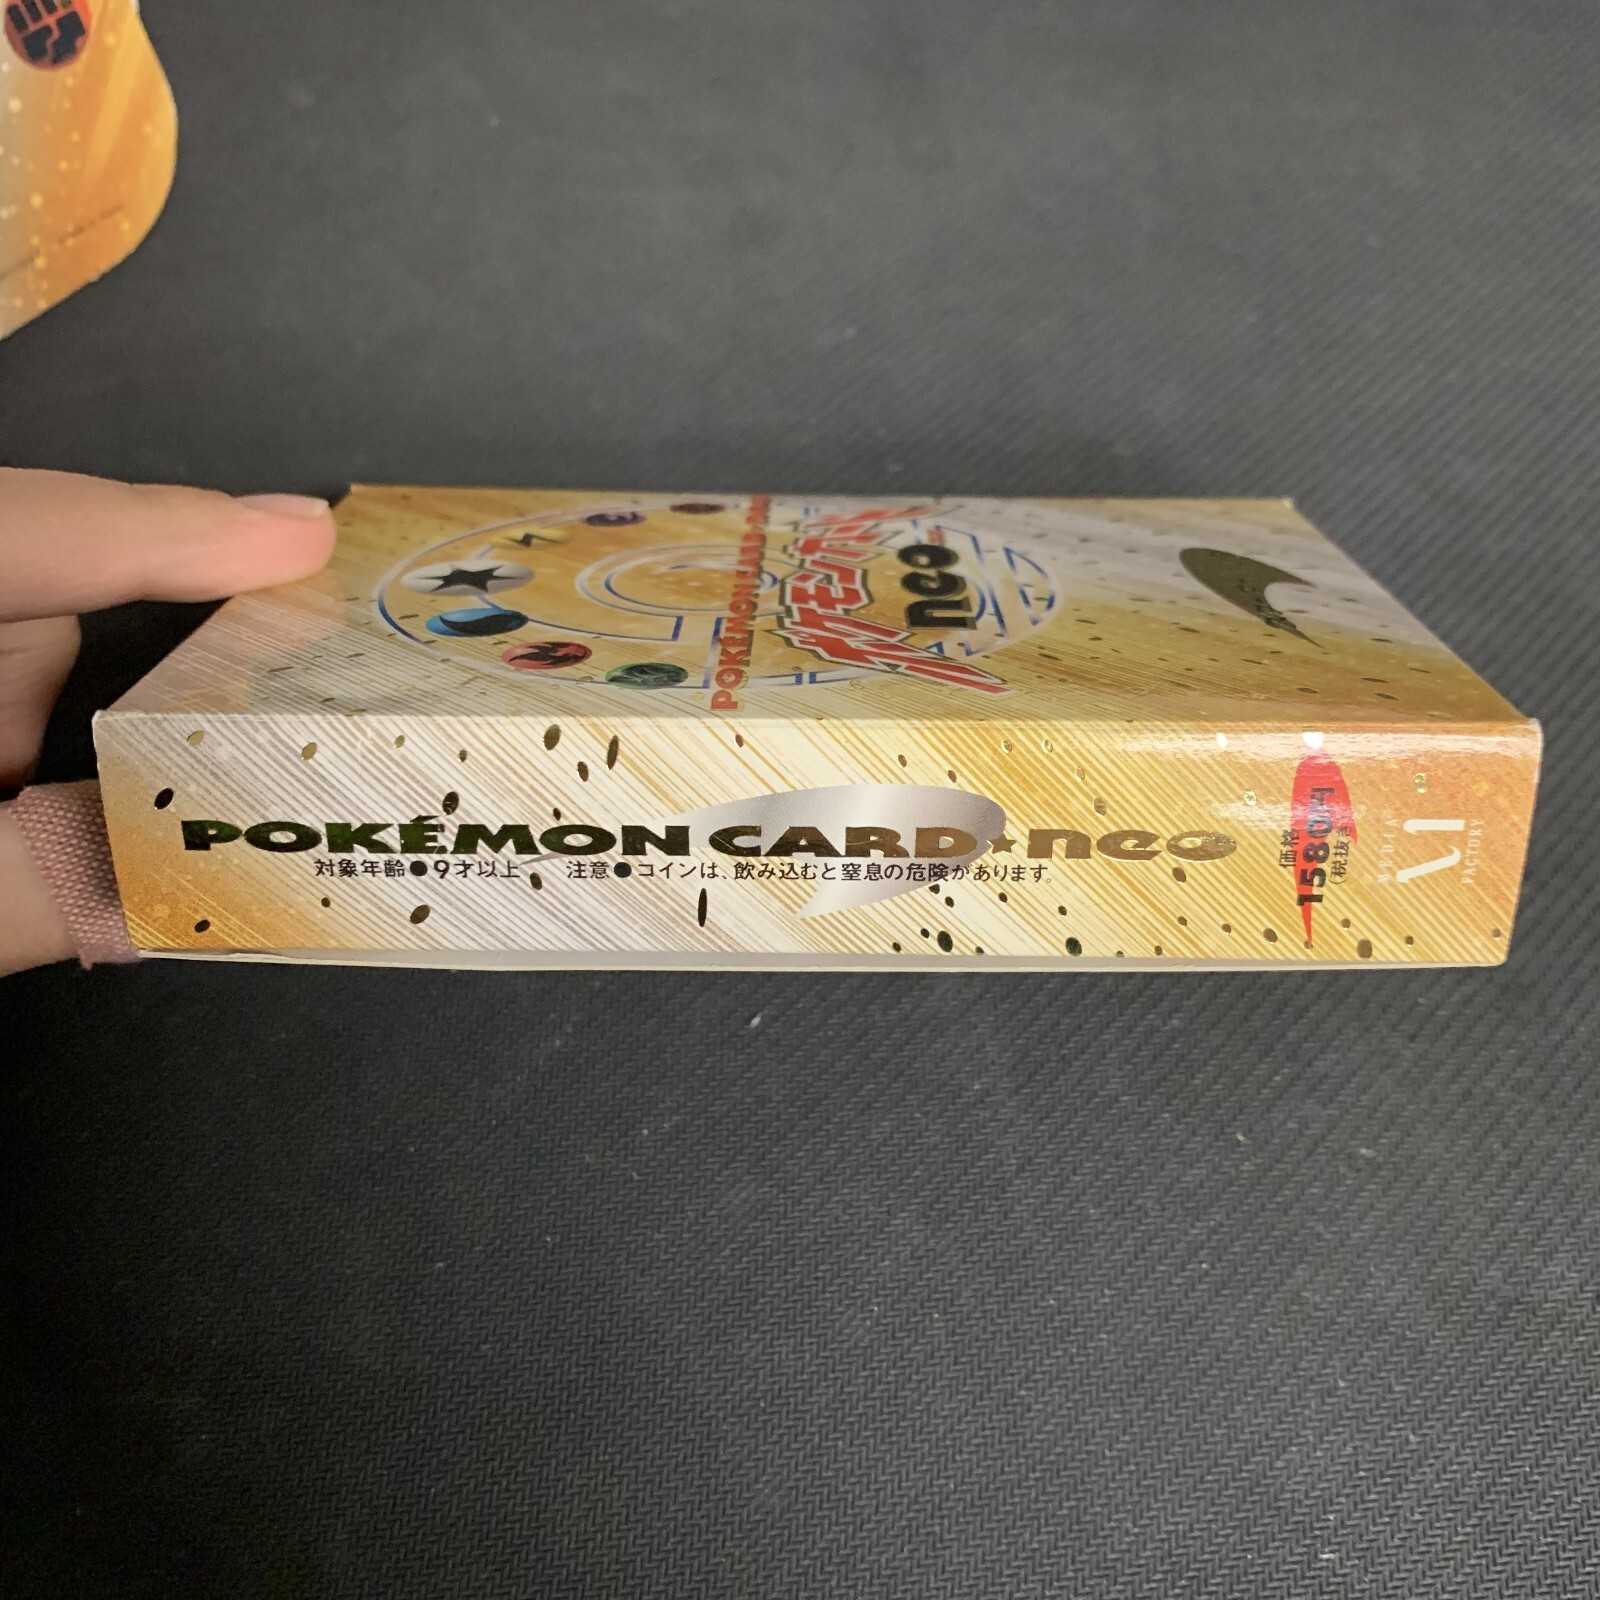 POKÉMON CARD★neo
対象年齢●9才以上 注意●コインは、飲み込むと窒息の危険があります。
価格
1580円
(税抜き)
MEDIA
FACTORY
POKÉMON CARD★
ポケモンカード★
neo